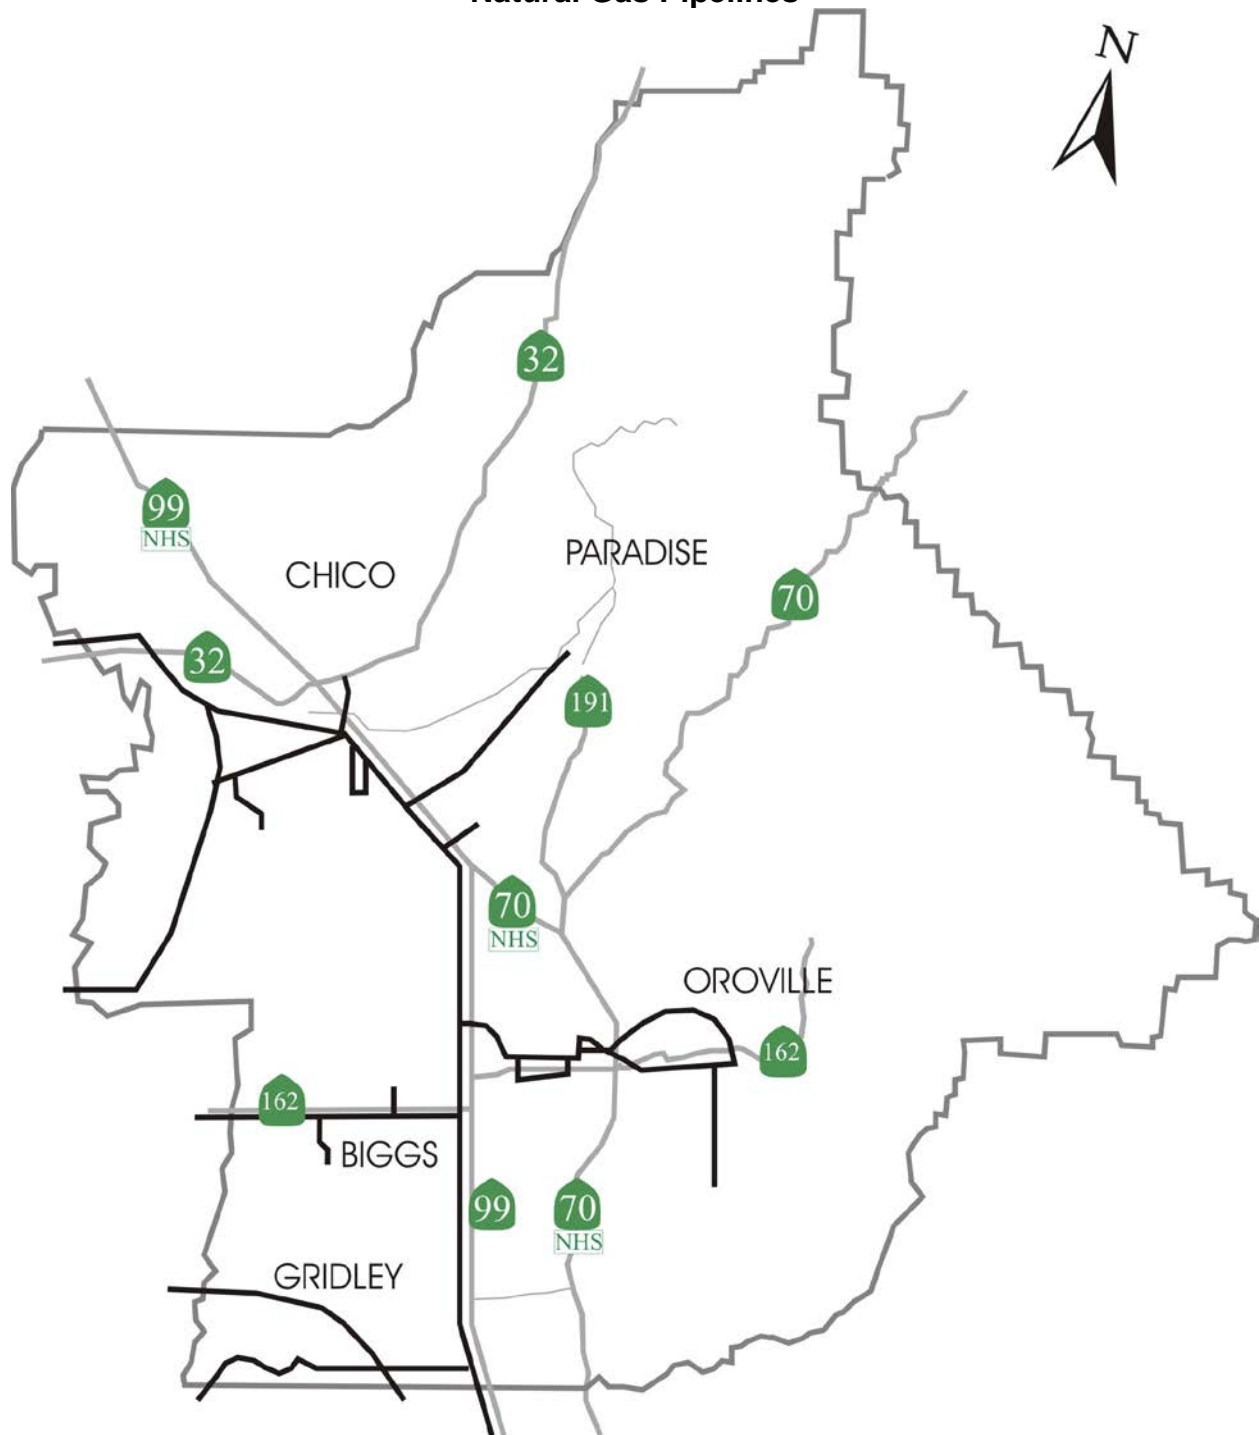 Natural Gas Pipelines
N
32
99
NHS
PARADISE
CHICO
70
32
191
70
NHS
OROVILLE
162
162
BIGGS
99
70
NHS
GRIDLEY